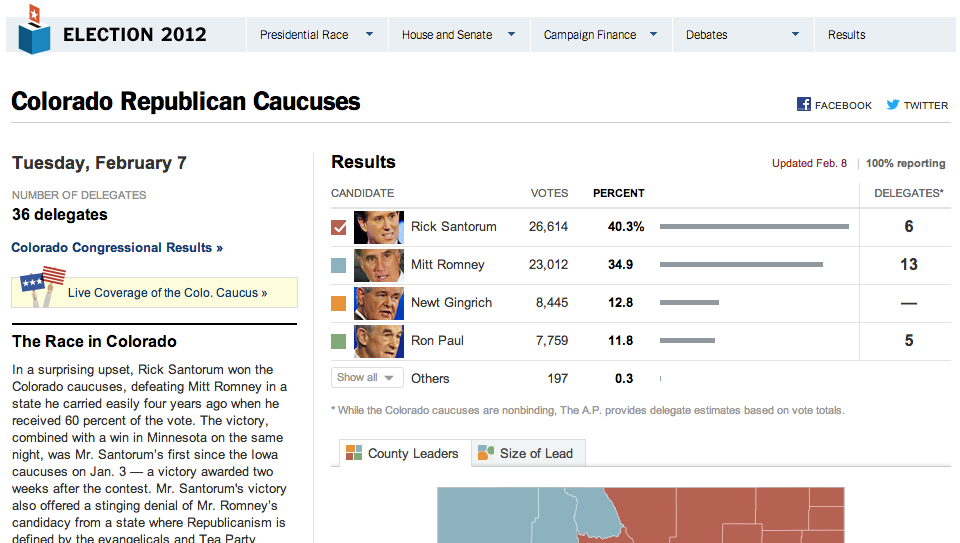 ELECTION 2012
Presidential Race
House and Senate
Campaign Finance
Debates
Results
Colorado Republican Caucuses
FACEBOOK
TWITTER
Tuesday, February 7
NUMBER OF DELEGATES
36 delegates
Colorado Congressional Results »
Live Coverage of the Colo. Caucus »
The Race in Colorado
In a surprising upset, Rick Santorum won the
Colorado caucuses, defeating Mitt Romney in a
state he carried easily four years ago when he
received 60 percent of the vote. The victory,
combined with a win in Minnesota on the same
night, was Mr. Santorum's first since the Iowa
caucuses on Jan. 3 — a victory awarded two
weeks after the contest. Mr. Santorum's victory
also offered a stinging denial of Mr. Romney's
candidacy from a state where Republicanism is
defined by the evangelicals and Tea Party
Results
Updated Feb. 8 | 100% reporting
CANDIDATE VOTES PERCENT DELEGATES*
Rick Santorum 26,614 40.3% 6
Mitt Romney 23,012 34.9 13
Newt Gingrich 8,445 12.8 —
Ron Paul 7,759 11.8 5
Show all Others 197 0.3
* While the Colorado caucuses are nonbinding, The A.P. provides delegate estimates based on vote totals.
County Leaders
Size of Lead